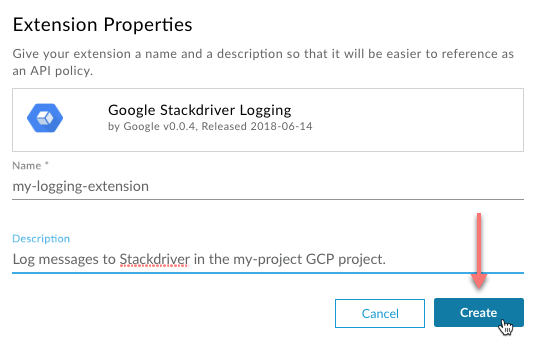 Extension Properties
Give your extension a name and a description so that it will be easier to reference as
an API policy.
Google Stackdriver Logging
by Google v0.0.4, Released 2018-06-14
Name *
my-logging-extension
Description
Log messages to Stackdriver in the my-project GCP project.
Cancel
Create